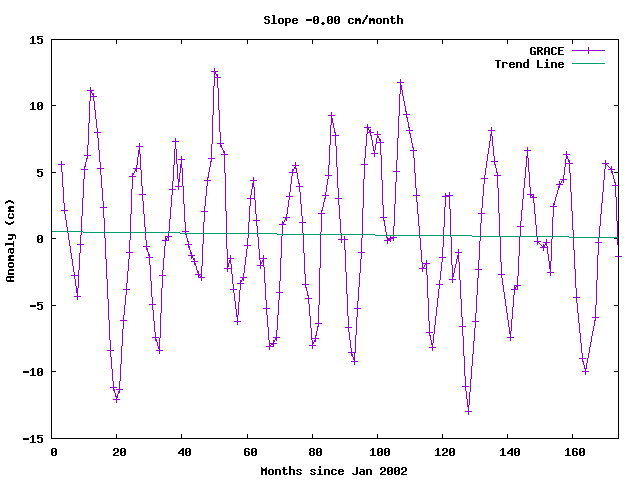 Slope -0.00 cm/month
GRACE
Trend Line
15
10
5
0
-5
-10
-15
Anomaly (cm)
0 20 40 60 80 100 120 140 160
Months since Jan 2002